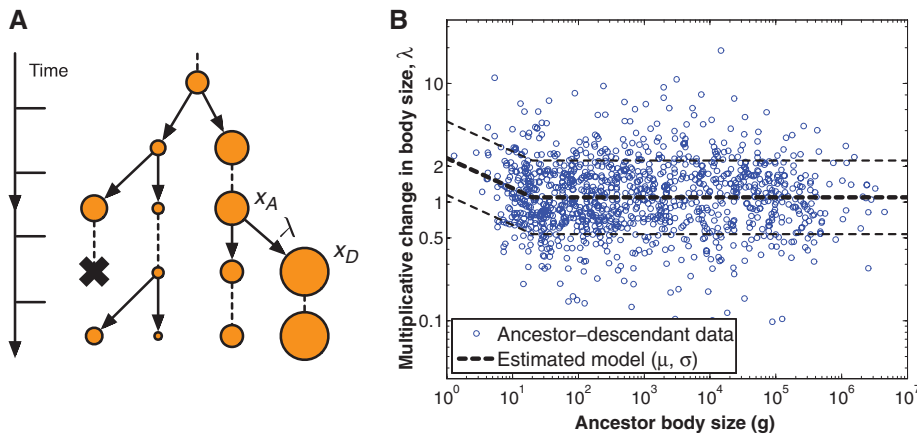 A
Time
x_A
λ
x_D
B
Multiplicative change in body size, λ
10
2
1
0.5
0.1
Ancestor–descendant data
Estimated model (μ, σ)
10^0 10^1 10^2 10^3 10^4 10^5 10^6 10^7
Ancestor body size (g)